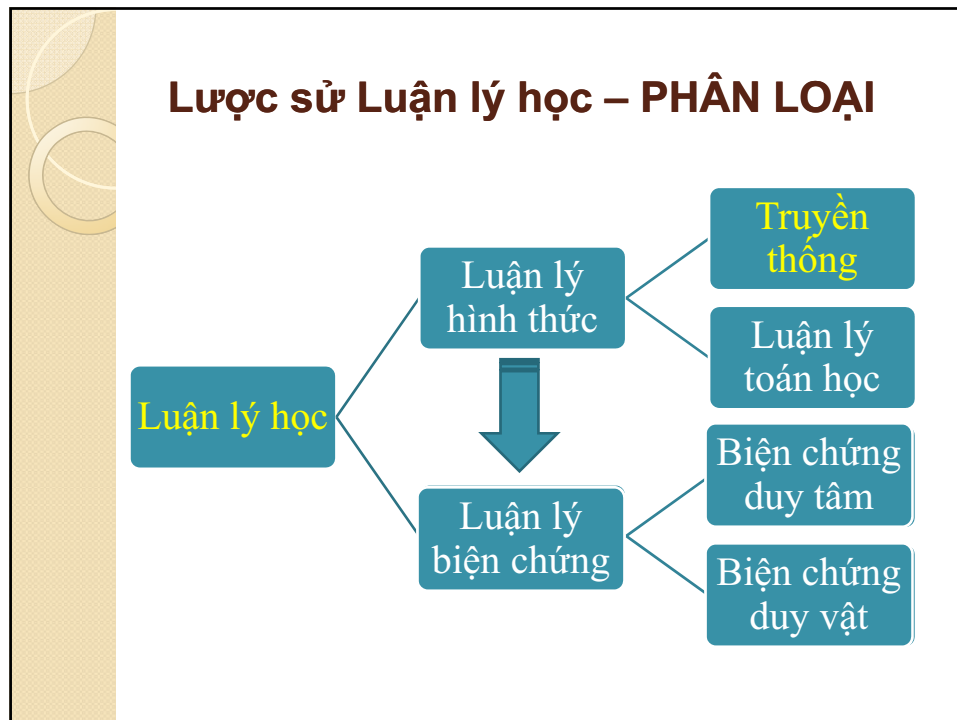 Lược sử Luận lý học – PHÂN LOẠI
Luận lý học
Luận lý
hình thức
Truyền
thống
Luận lý
toán học
Luận lý
biện chứng
Biện chứng
duy tâm
Biện chứng
duy vật